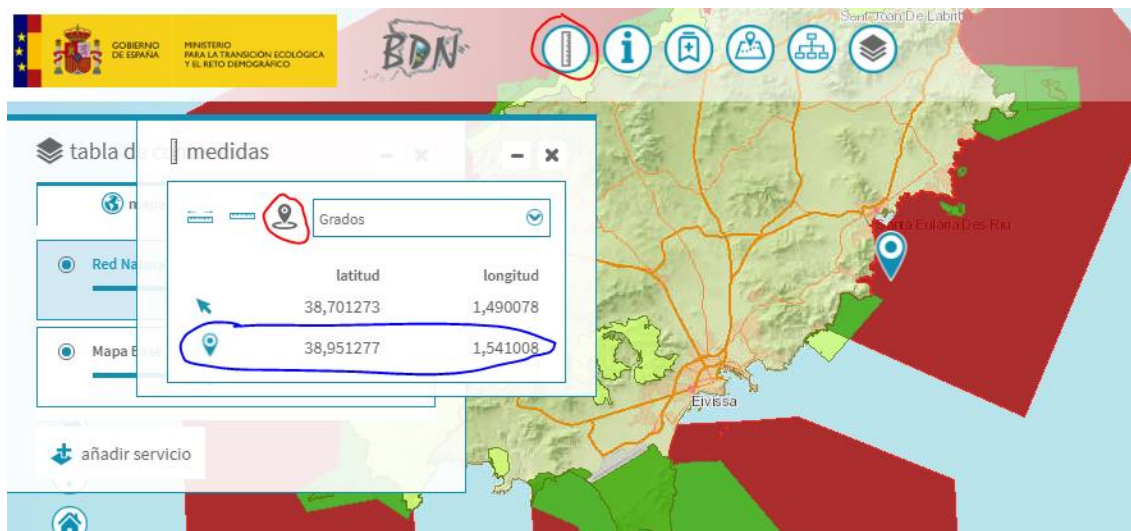 GOBIERNO
DE ESPAÑA
MINISTERIO
PARA LA TRANSICIÓN ECOLÓGICA
Y EL RETO DEMOGRÁFICO
BDN
Sant Joan De Labritja
tabla de
medidas
Grados
Red Natura
latitud longitud
38,701273 1,490078
Mapa Base
38,951277 1,541008
añadir servicio
Santa Eulària Des Riu
Eivissa